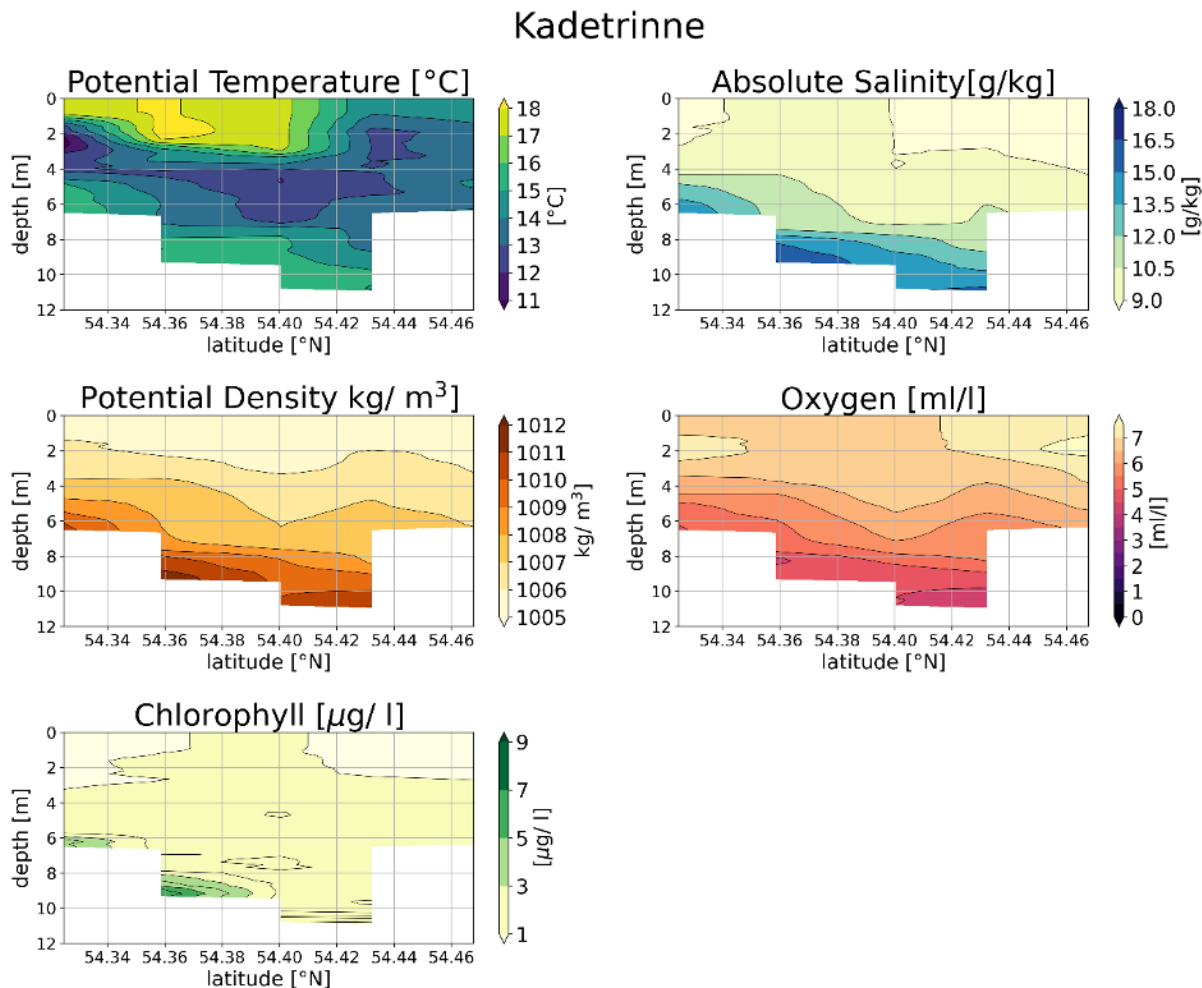 Kadetrinne
Potential Temperature [°C]
0
2
4
6
8
10
12
depth [m]
54.34 54.36 54.38 54.40 54.42 54.44 54.46
latitude [°N]
18
17
16
15
14
13
12
11
[°C]
Absolute Salinity[g/kg]
0
2
4
6
8
10
12
depth [m]
54.34 54.36 54.38 54.40 54.42 54.44 54.46
latitude [°N]
18.0
16.5
15.0
13.5
12.0
10.5
9.0
[g/kg]
Potential Density kg/ m³]
0
2
4
6
8
10
12
depth [m]
54.34 54.36 54.38 54.40 54.42 54.44 54.46
latitude [°N]
1012
1011
1010
1009
1008
1007
1006
1005
kg/ m³]
Oxygen [ml/l]
0
2
4
6
8
10
12
depth [m]
54.34 54.36 54.38 54.40 54.42 54.44 54.46
latitude [°N]
7
6
5
4
3
2
1
0
[ml/l]
Chlorophyll [μg/ l]
0
2
4
6
8
10
12
depth [m]
54.34 54.36 54.38 54.40 54.42 54.44 54.46
latitude [°N]
9
7
5
3
1
[μg/ l]